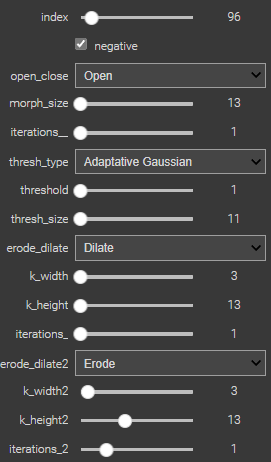 index 96
negative
open_close Open
morph_size 13
iterations__ 1
thresh_type Adaptative Gaussian
threshold 1
thresh_size 11
erode_dilate Dilate
k_width 3
k_height 13
iterations_ 1
erode_dilate2 Erode
k_width2 3
k_height2 13
iterations_2 1